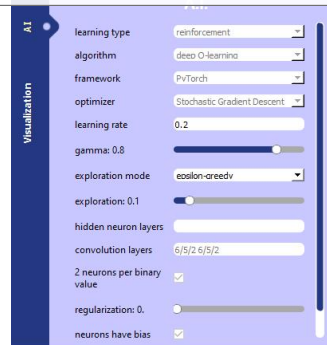 AI
Visualization
learning type reinforcement
algorithm deep Q-learning
framework PyTorch
optimizer Stochastic Gradient Descent
learning rate 0.2
gamma: 0.8
exploration mode epsilon-greedy
exploration: 0.1
hidden neuron layers
convolution layers 6/5/2 6/5/2
2 neurons per binary
value
regularization: 0.
neurons have bias